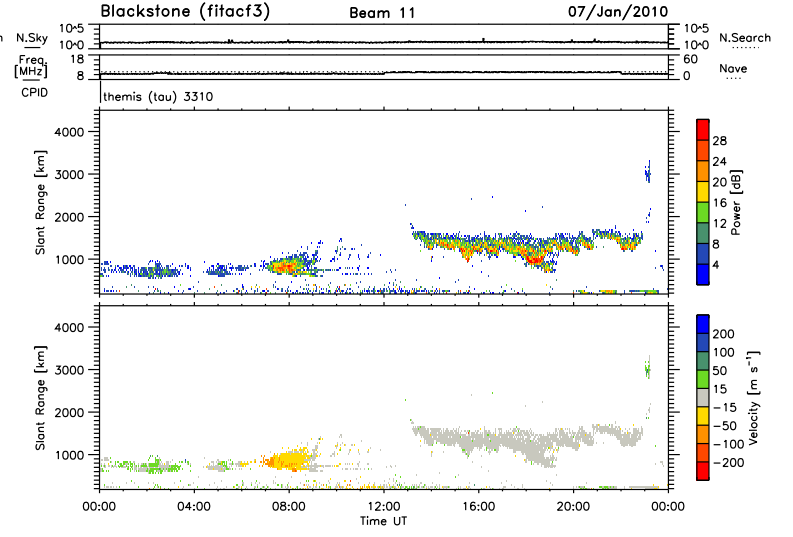 Blackstone (fitacf3) Beam 11 07/Jan/2010
n N.Sky 10^5 10^5 N.Search
10^0 10^0
Freq. 18 60 Nave
[MHz] 8 0
CPID themis (tau) 3310
4000
3000
2000
1000
Slant Range [km]
28
24
20
16
12
8
4
Power [dB]
4000
3000
2000
1000
Slant Range [km]
200
100
50
15
-15
-50
-100
-200
Velocity [m s⁻¹]
00:00 04:00 08:00 12:00 16:00 20:00 00:00
Time UT